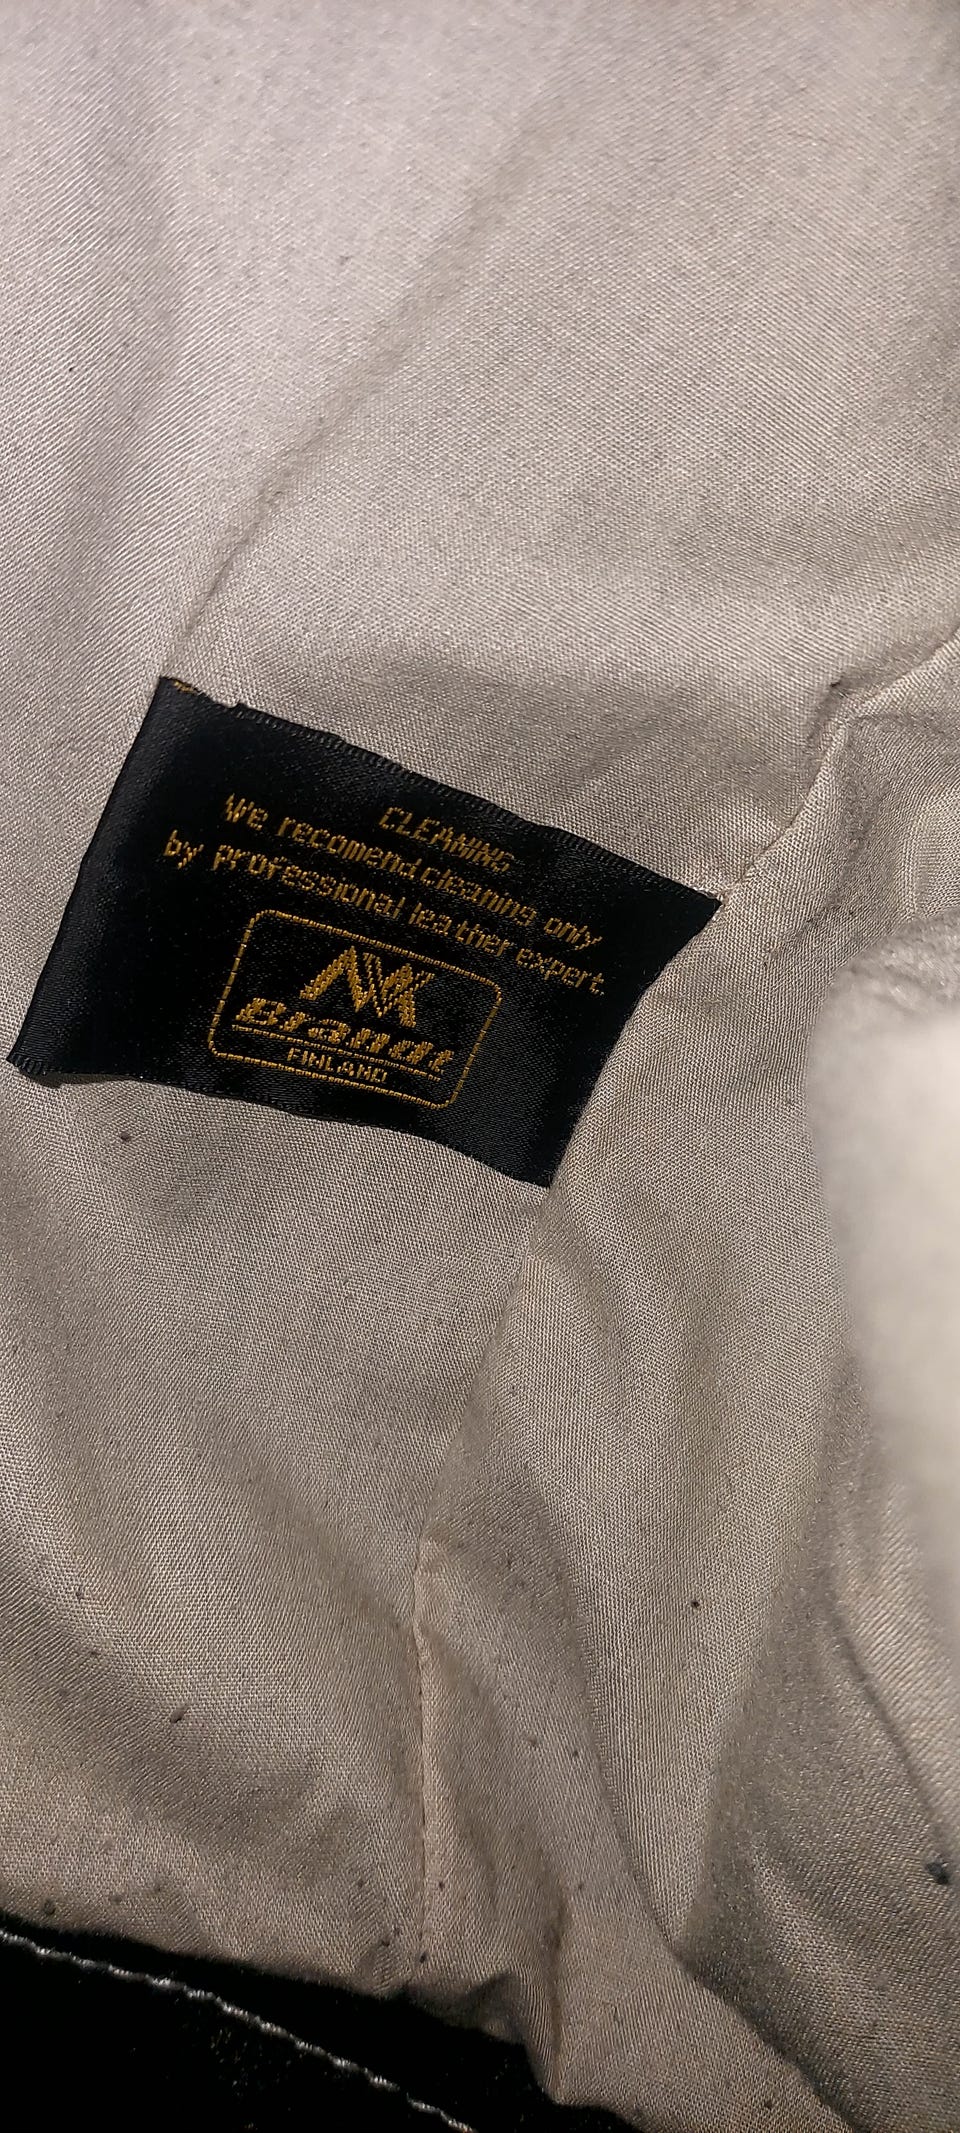 CLEANING
We recomend cleaning only
by professional leather expert.
Brandt
FINLAND